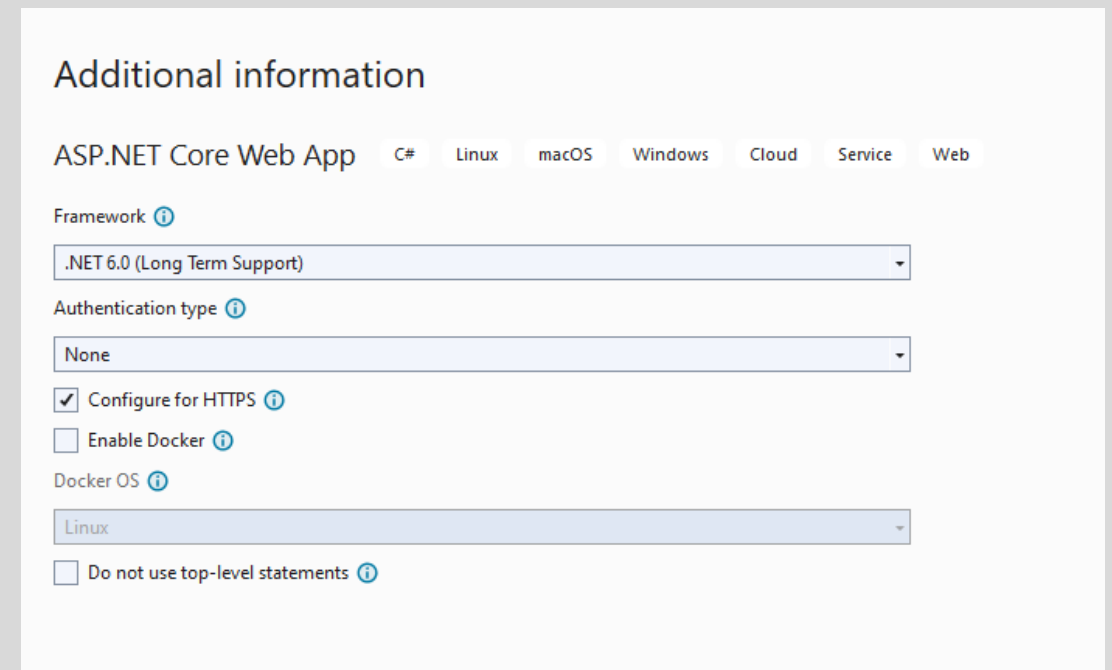 Additional information
ASP.NET Core Web App C# Linux macOS Windows Cloud Service Web
Framework
.NET 6.0 (Long Term Support)
Authentication type
None
Configure for HTTPS
Enable Docker
Docker OS
Linux
Do not use top-level statements